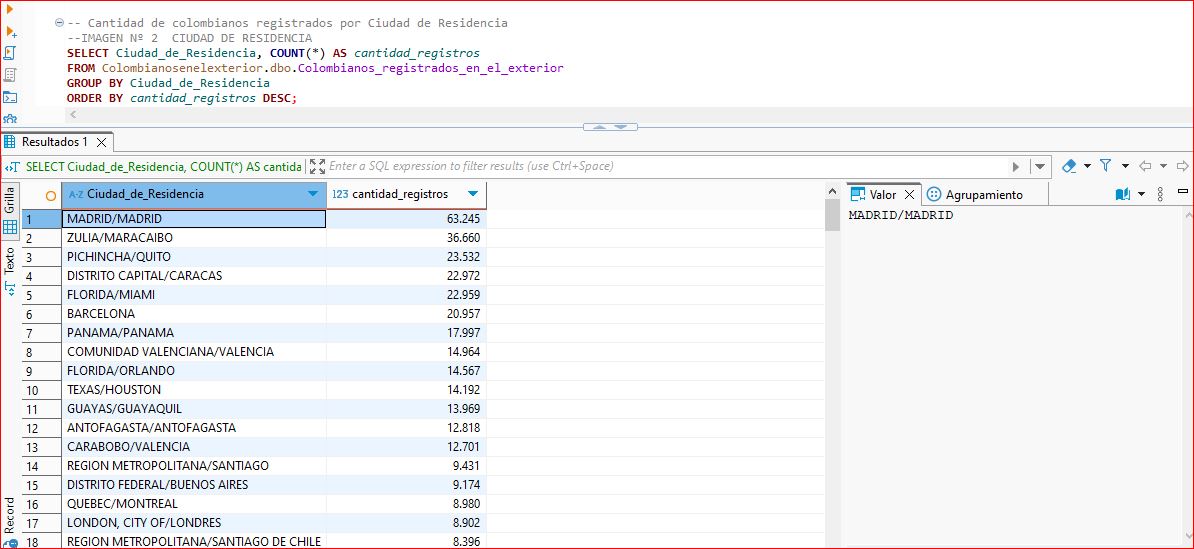 -- Cantidad de colombianos registrados por Ciudad de Residencia
--IMAGEN Nº 2  CIUDAD DE RESIDENCIA
SELECT Ciudad_de_Residencia, COUNT(*) AS cantidad_registros
FROM Colombianosenelexterior.dbo.Colombianos_registrados_en_el_exterior
GROUP BY Ciudad_de_Residencia
ORDER BY cantidad_registros DESC;
Resultados 1
SELECT Ciudad_de_Residencia, COUNT(*) AS cantida Enter a SQL expression to filter results (use Ctrl+Space)
Grilla
Texto
Record
A-Z Ciudad_de_Residencia 123 cantidad_registros
1 MADRID/MADRID 63.245
2 ZULIA/MARACAIBO 36.660
3 PICHINCHA/QUITO 23.532
4 DISTRITO CAPITAL/CARACAS 22.972
5 FLORIDA/MIAMI 22.959
6 BARCELONA 20.957
7 PANAMA/PANAMA 17.997
8 COMUNIDAD VALENCIANA/VALENCIA 14.964
9 FLORIDA/ORLANDO 14.567
10 TEXAS/HOUSTON 14.192
11 GUAYAS/GUAYAQUIL 13.969
12 ANTOFAGASTA/ANTOFAGASTA 12.818
13 CARABOBO/VALENCIA 12.701
14 REGION METROPOLITANA/SANTIAGO 9.431
15 DISTRITO FEDERAL/BUENOS AIRES 9.174
16 QUEBEC/MONTREAL 8.980
17 LONDON, CITY OF/LONDRES 8.902
18 REGION METROPOLITANA/SANTIAGO DE CHILE 8.396
Valor Agrupamiento
MADRID/MADRID